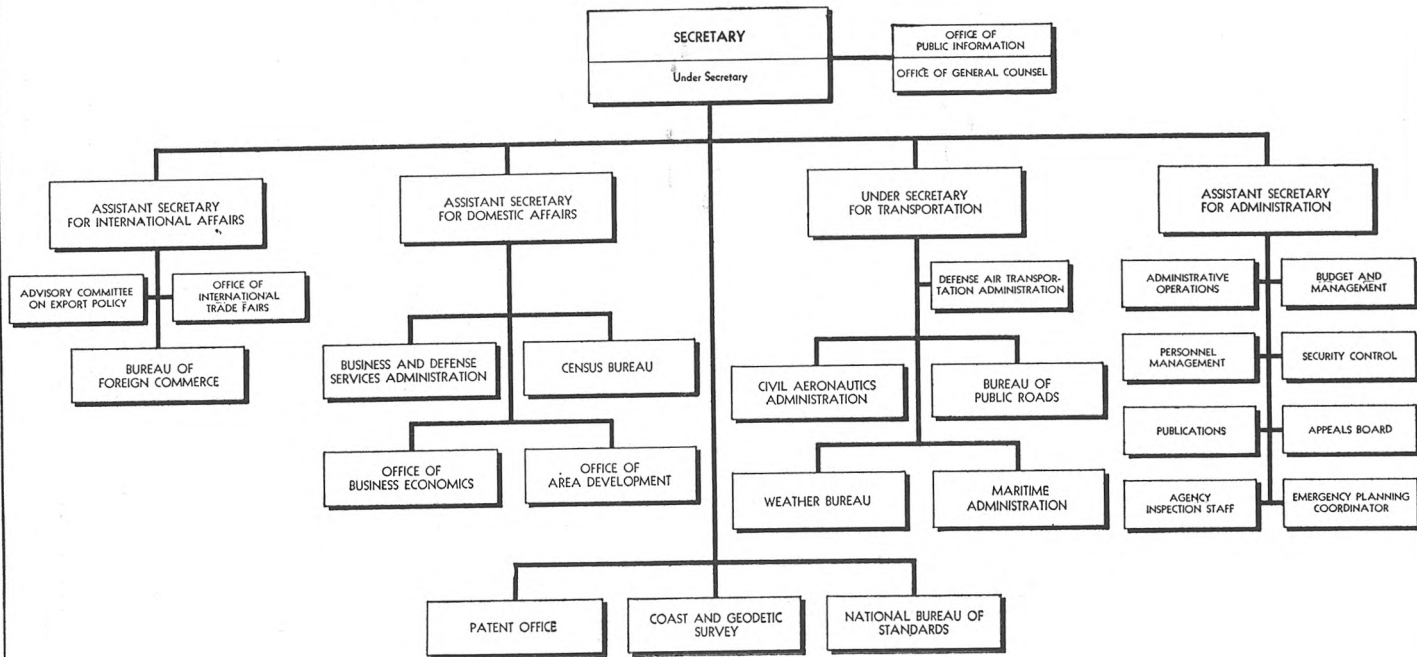 SECRETARY
Under Secretary
OFFICE OF
PUBLIC INFORMATION
OFFICE OF GENERAL COUNSEL
ASSISTANT SECRETARY
FOR INTERNATIONAL AFFAIRS
ASSISTANT SECRETARY
FOR DOMESTIC AFFAIRS
UNDER SECRETARY
FOR TRANSPORTATION
ASSISTANT SECRETARY
FOR ADMINISTRATION
ADVISORY COMMITTEE
ON EXPORT POLICY
OFFICE OF
INTERNATIONAL
TRADE FAIRS
BUREAU OF
FOREIGN COMMERCE
BUSINESS AND DEFENSE
SERVICES ADMINISTRATION
CENSUS BUREAU
OFFICE OF
BUSINESS ECONOMICS
OFFICE OF
AREA DEVELOPMENT
DEFENSE AIR TRANSPOR-
TATION ADMINISTRATION
CIVIL AERONAUTICS
ADMINISTRATION
BUREAU OF
PUBLIC ROADS
WEATHER BUREAU
MARITIME
ADMINISTRATION
ADMINISTRATIVE
OPERATIONS
BUDGET AND
MANAGEMENT
PERSONNEL
MANAGEMENT
SECURITY CONTROL
PUBLICATIONS
APPEALS BOARD
AGENCY
INSPECTION STAFF
EMERGENCY PLANNING
COORDINATOR
PATENT OFFICE
COAST AND GEODETIC
SURVEY
NATIONAL BUREAU OF
STANDARDS